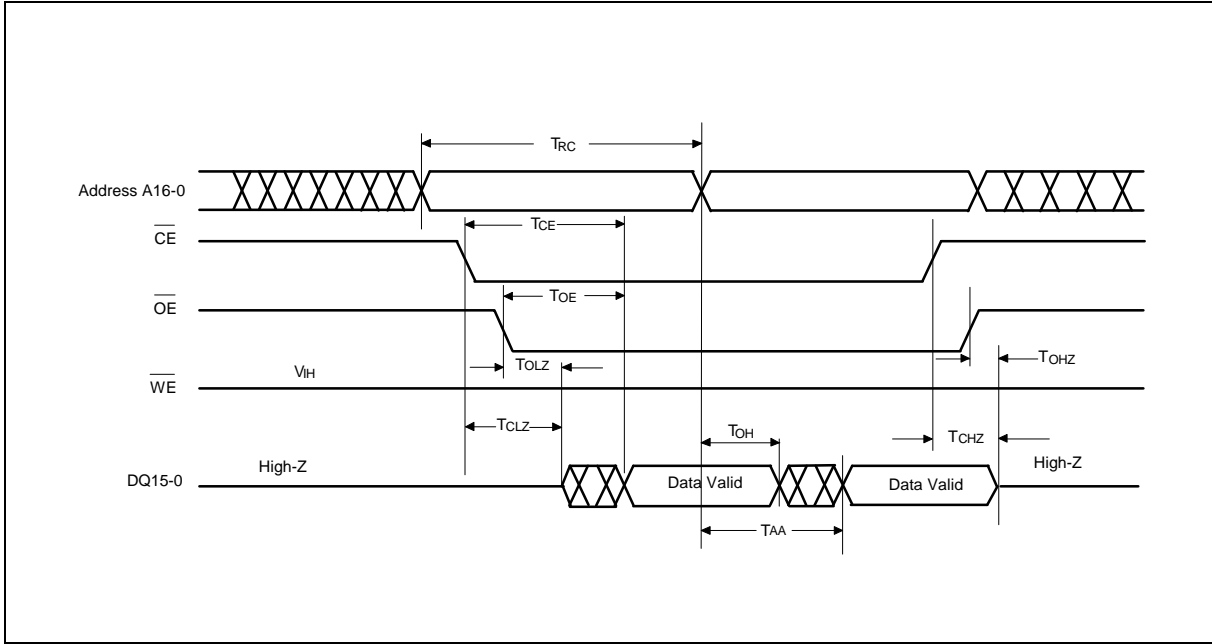 TRC
Address A16-0
TCE
CE
TOE
OE
TOLZ
TOHZ
VIH
WE
TCLZ
TOH
TCHZ
High-Z
High-Z
DQ15-0
Data Valid
Data Valid
TAA